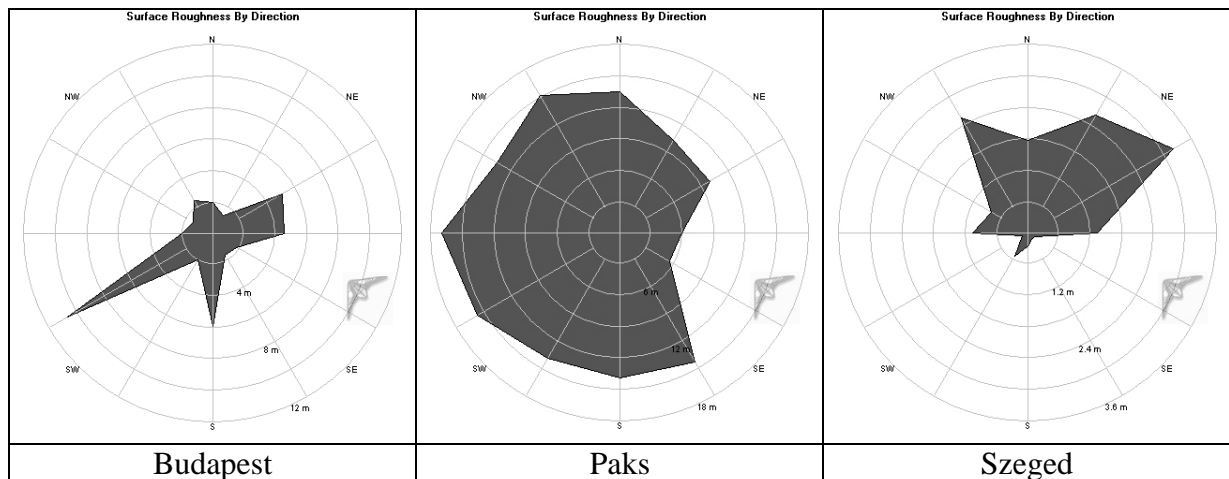 Surface Roughness By Direction
N
NW
NE
4 m
8 m
SW
SE
12 m
S
Budapest
Surface Roughness By Direction
N
NW
NE
6 m
12 m
SW
SE
18 m
S
Paks
Surface Roughness By Direction
N
NW
NE
1.2 m
2.4 m
SW
SE
3.6 m
S
Szeged